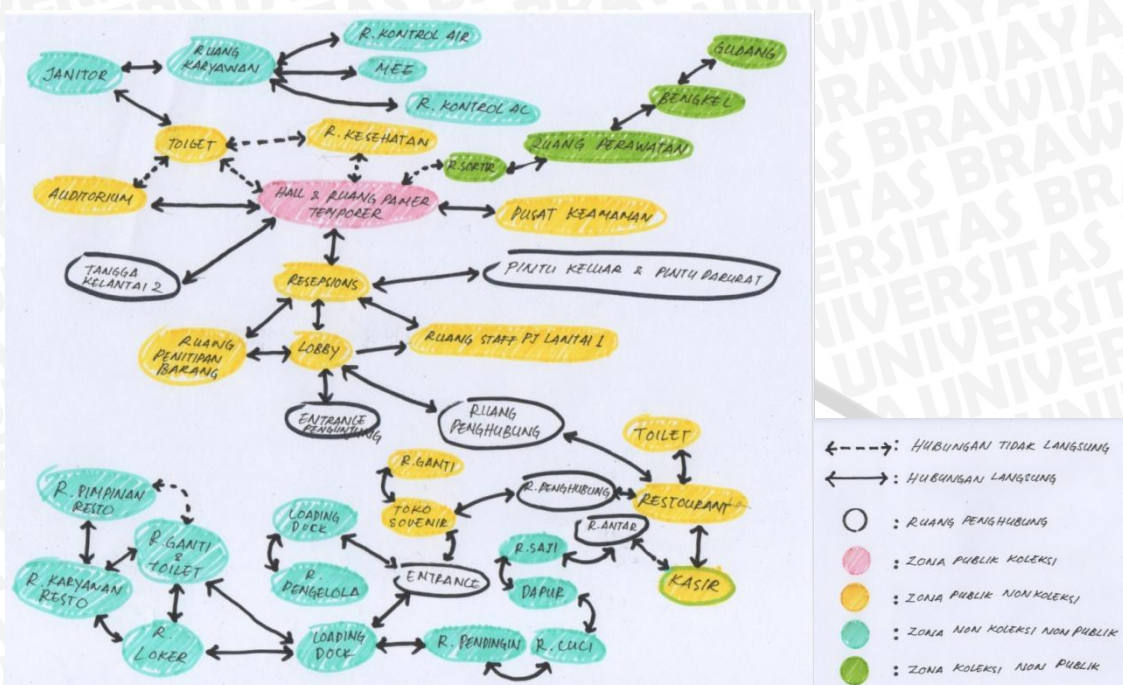 R. KONTROL AIR
RUANG
KARYAWAN
JANITOR
MEE
R. KONTROL AC
GUDANG
BENGKEL
TOILET
R. KESEHATAN
RUANG PERAWATAN
R.SORTIR
AUDITORIUM
HALL & RUANG PAMER
TEMPORER
PUSAT KEAMANAN
TANGGA
KELANTAI 2
RESEPSIONS
PINTU KELUAR & PINTU DARURAT
RUANG
PENITIPAN
BARANG
LOBBY
RUANG STAFF PJ LANTAI 1
ENTRANCE
PENGUNJUNG
RUANG
PENGHUBUNG
TOILET
R.GANTI
R. PIMPINAN
RESTO
LOADING
DOCK
TOKO
SOUVENIR
R.PENGHUBUNG
RESTOURANT
R.ANTAR
R.GANTI
&
TOILET
R.SAJI
R. KARYANAN
RESTO
R.
PENGELOLA
ENTRANCE
DAPUR
KASIR
R.
LOKER
LOADING
DOCK
R. PENDINGIN
R. CUCI
: HUBUNGAN TIDAK LANGSUNG
: HUBUNGAN LANGSUNG
: RUANG PENGHUBUNG
: ZONA PUBLIK KOLEKSI
: ZONA PUBLIK NONKOLEKSI
: ZONA NON KOLEKSI NON PUBLIK
: ZONA KOLEKSI NON PUBLIK